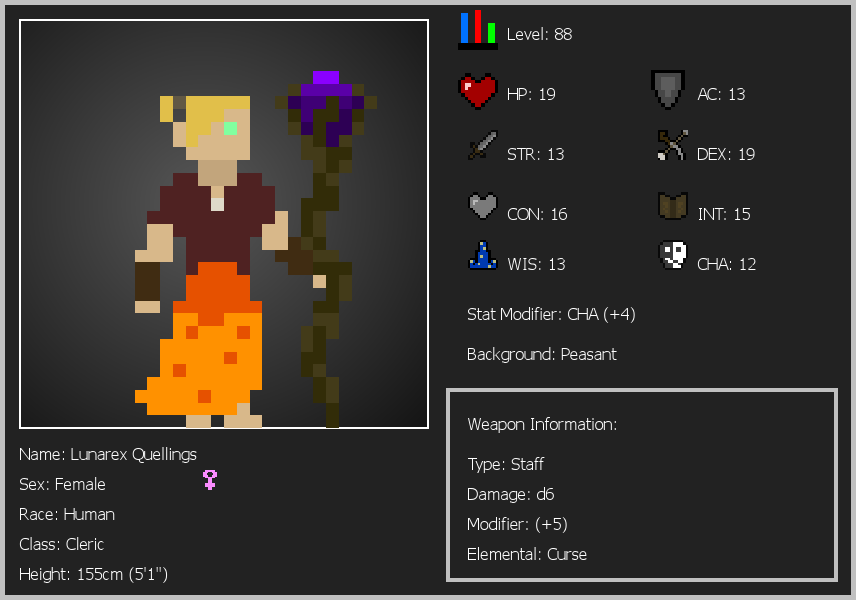 Level: 88
HP: 19
AC: 13
STR: 13
DEX: 19
CON: 16
INT: 15
WIS: 13
CHA: 12
Stat Modifier: CHA (+4)
Background: Peasant
Weapon Information:
Type: Staff
Damage: d6
Modifier: (+5)
Elemental: Curse
Name: Lunarex Quellings
Sex: Female
Race: Human
Class: Cleric
Height: 155cm (5'1")